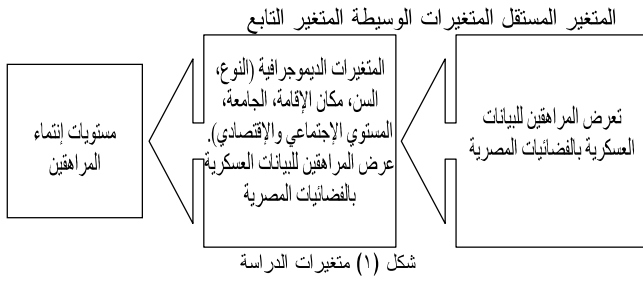 المتغير المستقل المتغيرات الوسيطة المتغير التابع
تعرض المراهقين للبيانات
العسكرية بالفضائيات المصرية
المتغيرات الديموجرافية (النوع،
السن، مكان الإقامة، الجامعة،
المستوي الإجتماعي والإقتصادي).
عرض المراهقين للبيانات العسكرية
بالفضائيات المصرية
مستويات إنتماء
المراهقين
شكل (١) متغيرات الدراسة